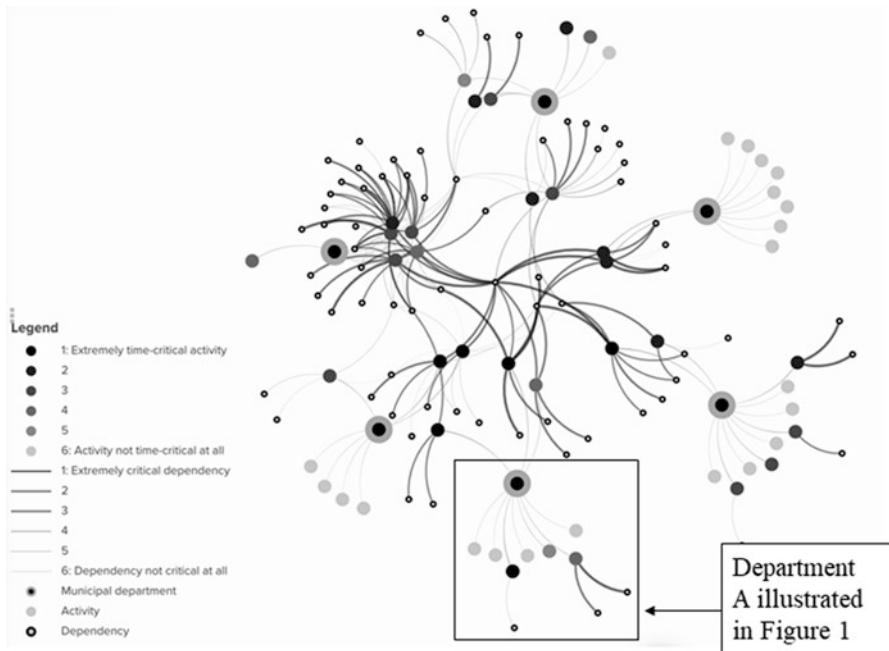 Legend
1: Extremely time-critical activity
2
3
4
5
6: Activity not time-critical at all
1: Extremely critical dependency
2
3
4
5
6: Dependency not critical at all
Municipal department
Activity
Dependency
Department
A illustrated
in Figure 1